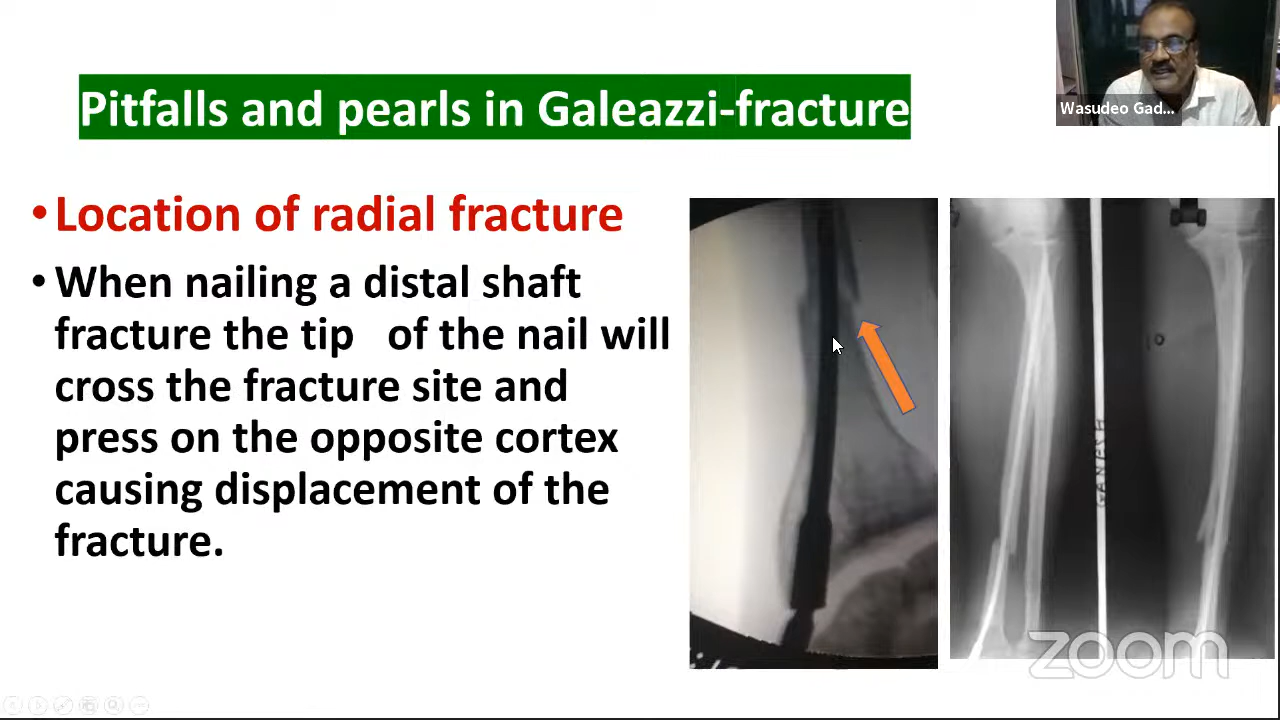 Wasudeo Gad...
Pitfalls and pearls in Galeazzi-fracture
•Location of radial fracture
•When nailing a distal shaft
fracture the tip of the nail will
cross the fracture site and
press on the opposite cortex
causing displacement of the
fracture.
GANESH
zoom